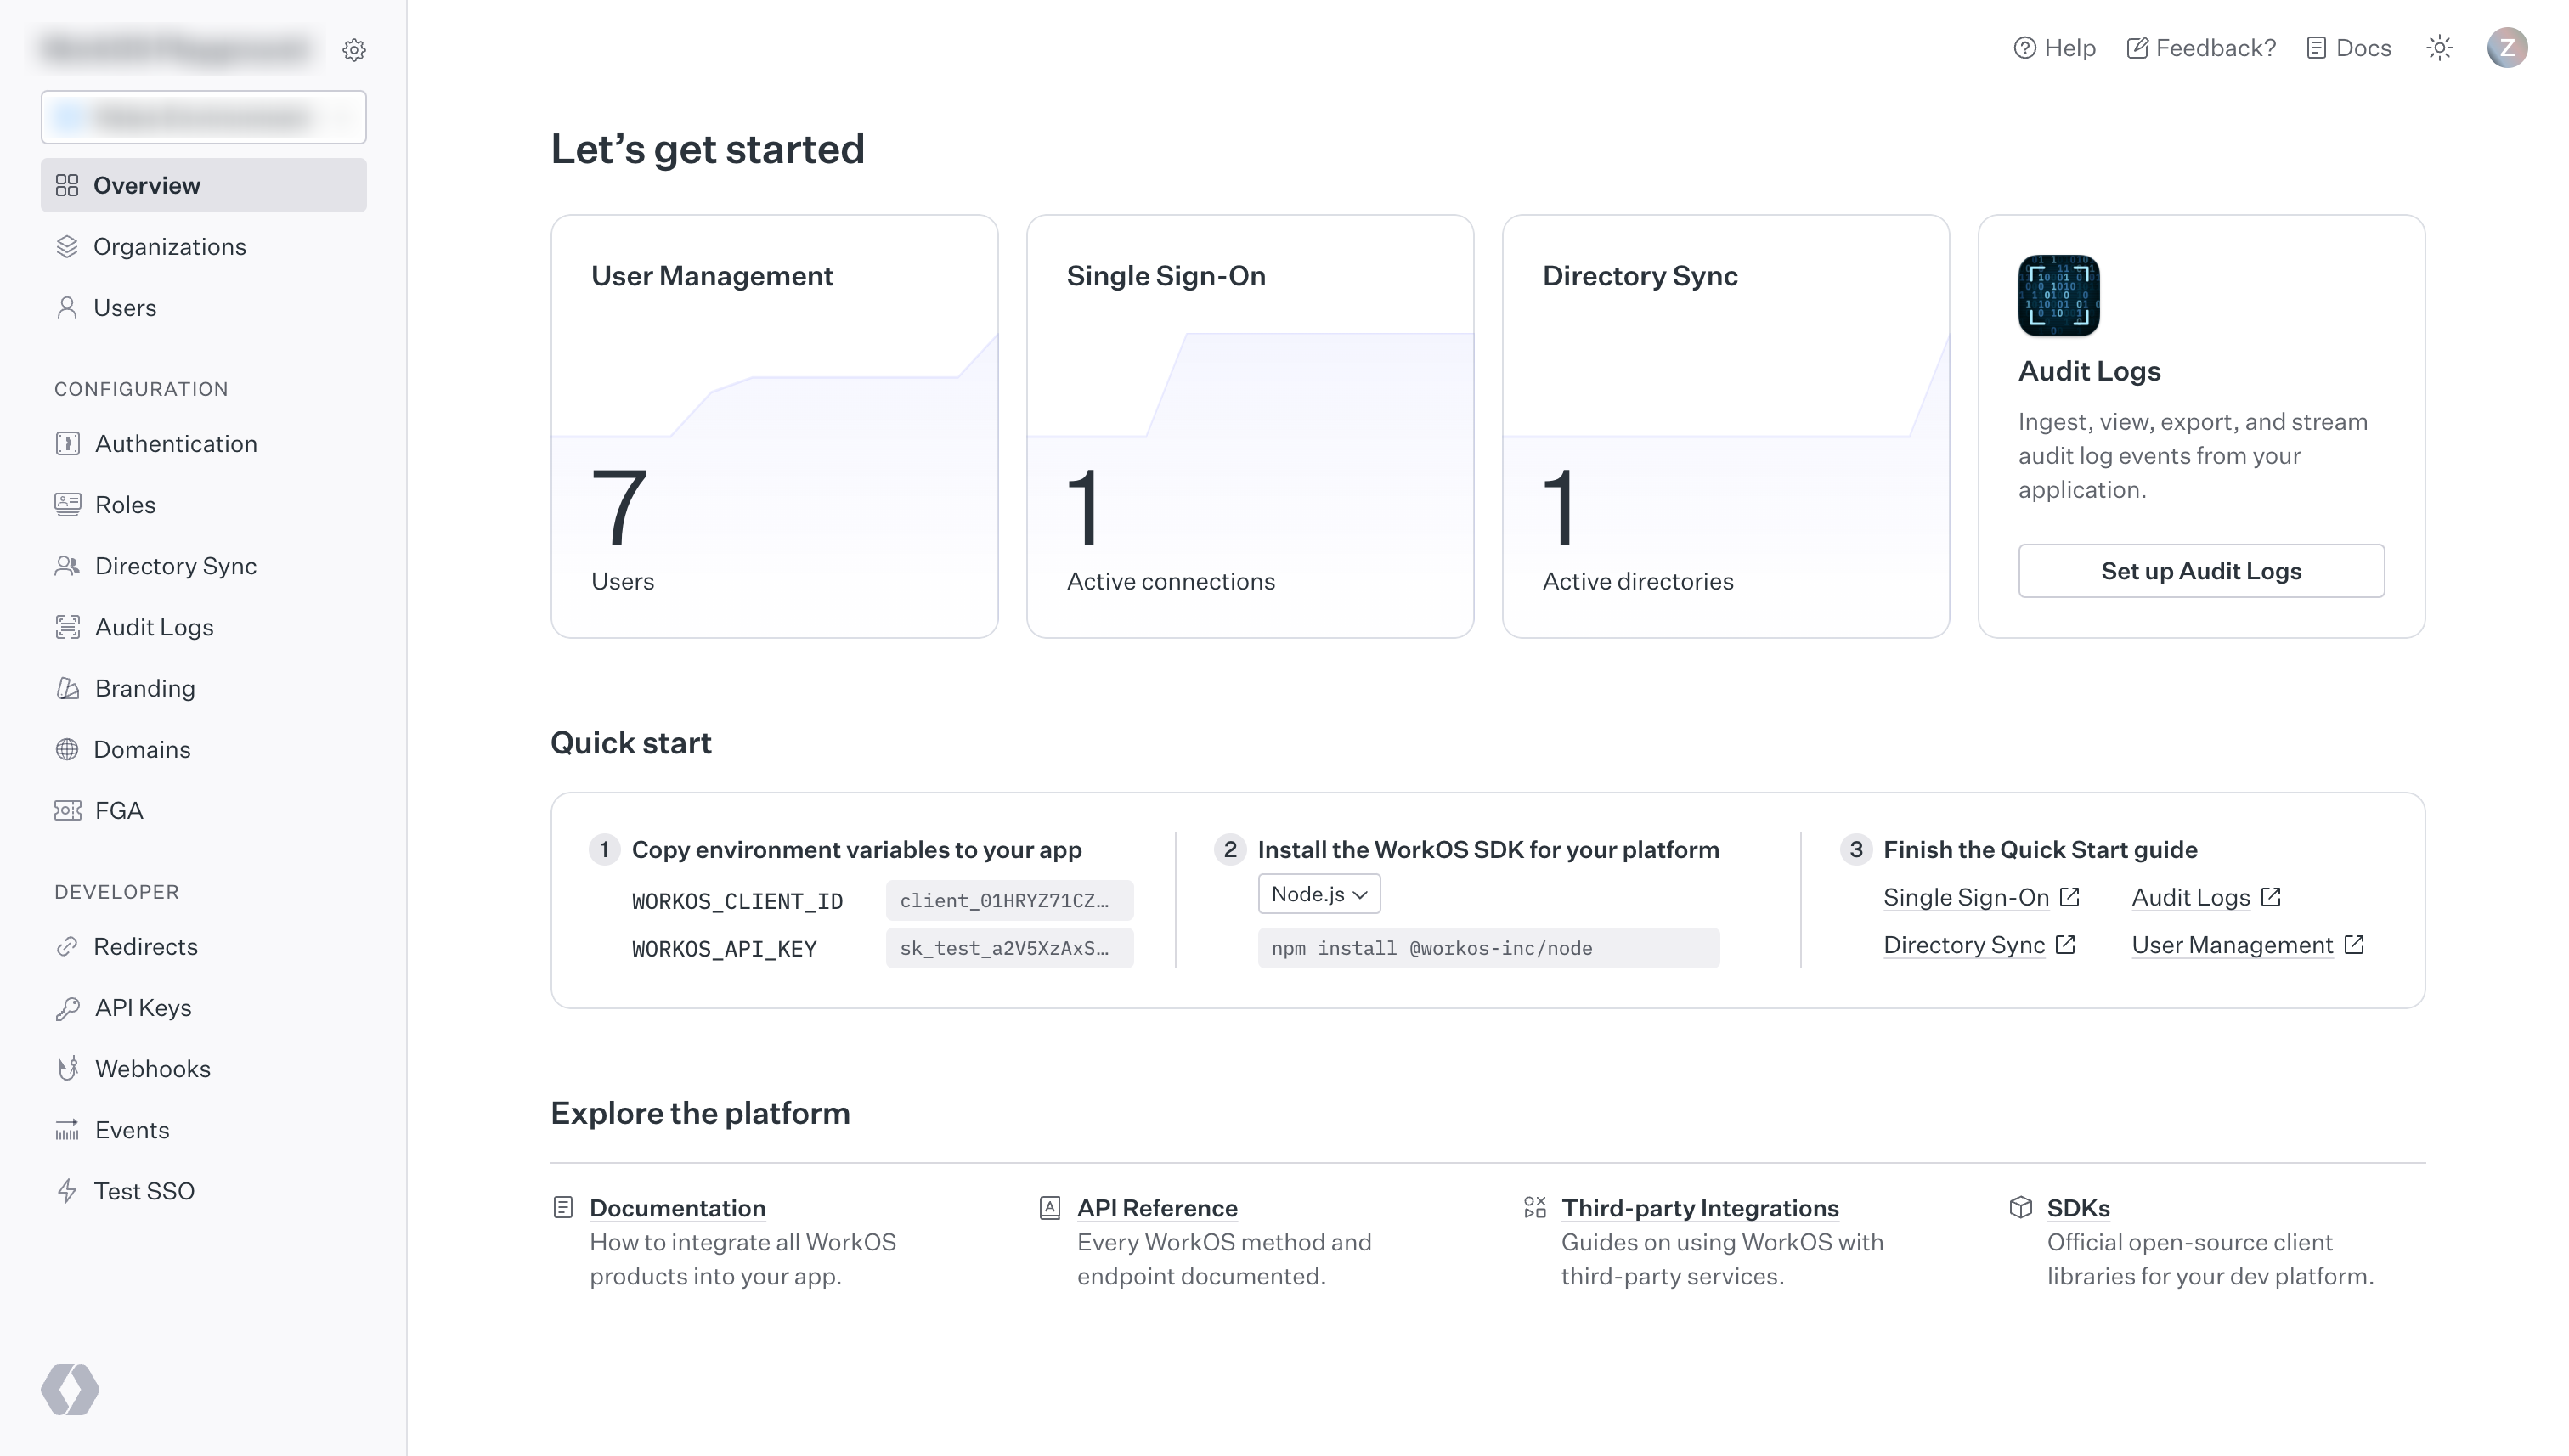 Overview
Organizations
Users
CONFIGURATION
Authentication
Roles
Directory Sync
Audit Logs
Branding
Domains
FGA
DEVELOPER
Redirects
API Keys
Webhooks
Events
Test SSO
Help
Feedback?
Docs
Z
Let’s get started
User Management
7
Users
Single Sign-On
1
Active connections
Directory Sync
1
Active directories
Audit Logs
Ingest, view, export, and stream
audit log events from your
application.
Set up Audit Logs
Quick start
1 Copy environment variables to your app
WORKOS_CLIENT_ID client_01HRYZ71CZ…
WORKOS_API_KEY sk_test_a2V5XzAxS…
2 Install the WorkOS SDK for your platform
Node.js
npm install @workos-inc/node
3 Finish the Quick Start guide
Single Sign-On Audit Logs
Directory Sync User Management
Explore the platform
Documentation
How to integrate all WorkOS
products into your app.
API Reference
Every WorkOS method and
endpoint documented.
Third-party Integrations
Guides on using WorkOS with
third-party services.
SDKs
Official open-source client
libraries for your dev platform.